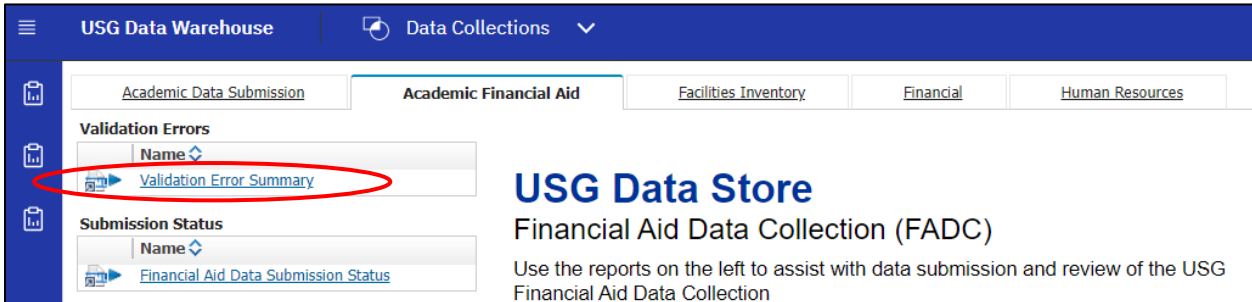 USG Data Warehouse
Data Collections
Academic Data Submission
Academic Financial Aid
Facilities Inventory
Financial
Human Resources
Validation Errors
Name
Validation Error Summary
Submission Status
Name
Financial Aid Data Submission Status
USG Data Store
Financial Aid Data Collection (FADC)
Use the reports on the left to assist with data submission and review of the USG
Financial Aid Data Collection